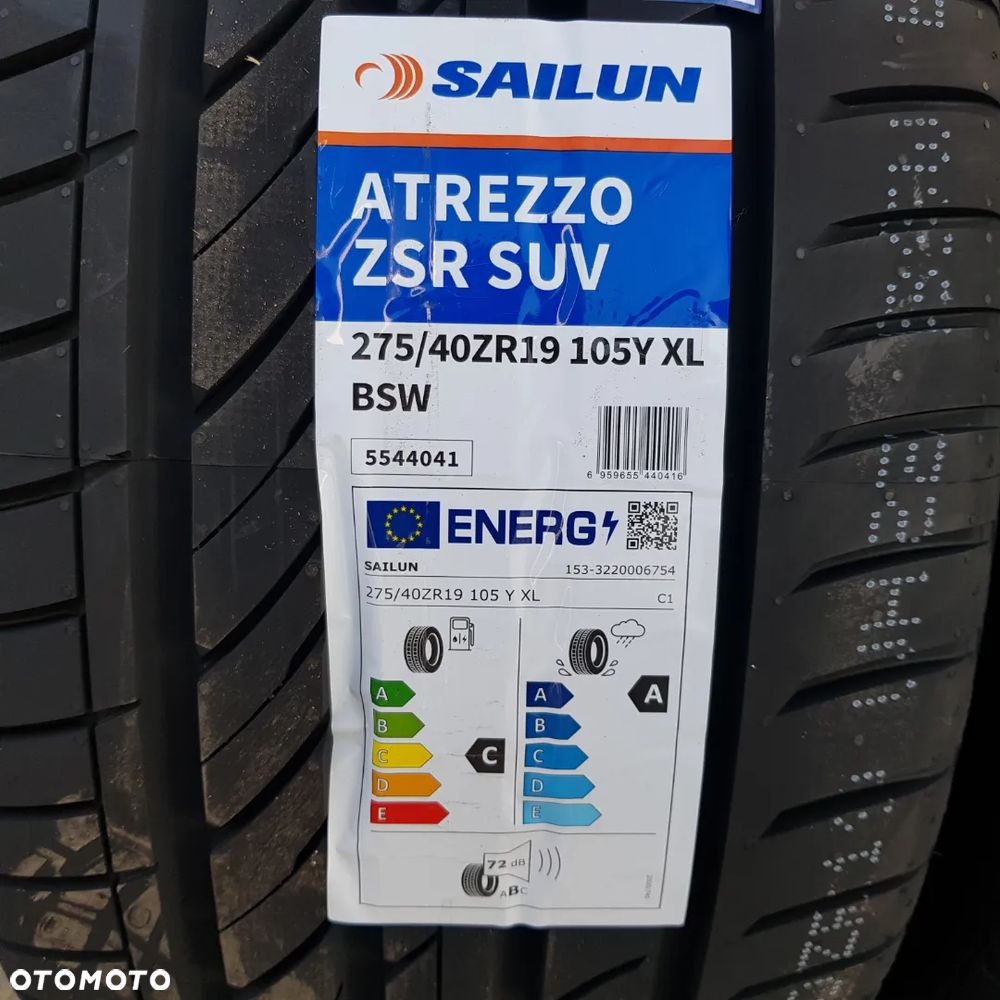 SAILUN
ATREZZO
ZSR SUV
275/40ZR19 105Y XL
BSW
5544041
6 959655 440416
ENERG
SAILUN 153-3220006754
275/40ZR19 105 Y XL C1
A A
B B
C C
D D
E E
C
A
72 dB
ABC
OTOMOTO